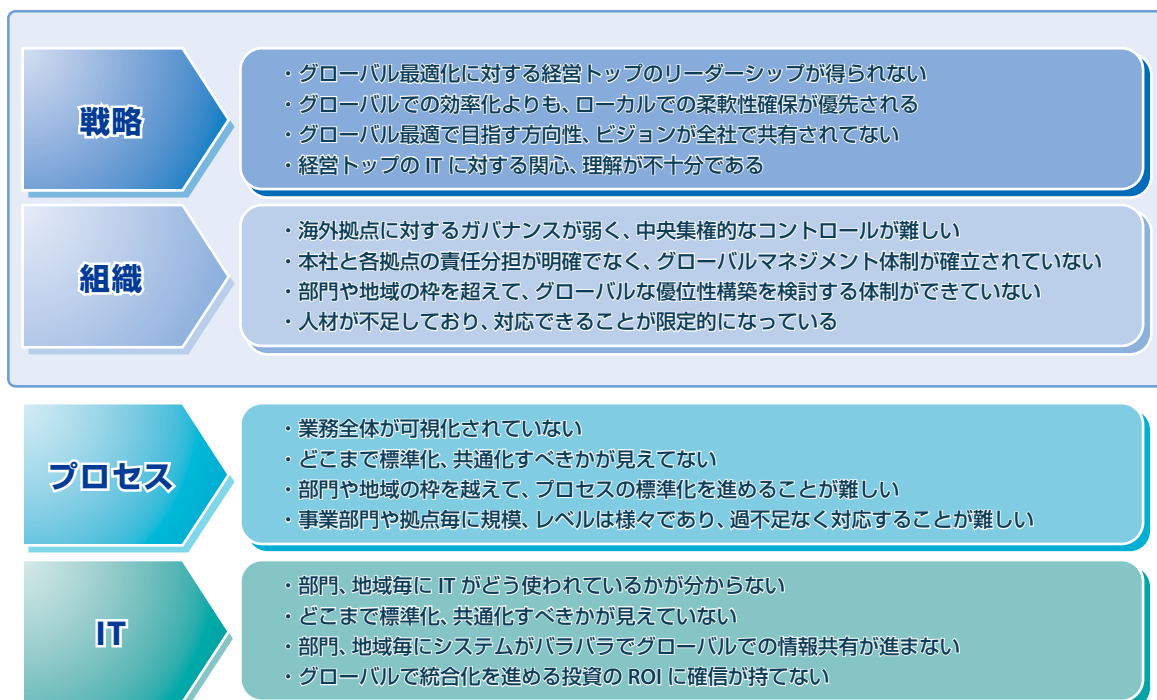 戦略
・グローバル最適化に対する経営トップのリーダーシップが得られない
・グローバルでの効率化よりも、ローカルでの柔軟性確保が優先される
・グローバル最適で目指す方向性、ビジョンが全社で共有されてない
・経営トップの IT に対する関心、理解が不十分である
組織
・海外拠点に対するガバナンスが弱く、中央集権的なコントロールが難しい
・本社と各拠点の責任分担が明確でなく、グローバルマネジメント体制が確立されていない
・部門や地域の枠を超えて、グローバルな優位性構築を検討する体制ができていない
・人材が不足しており、対応できることが限定的になっている
プロセス
・業務全体が可視化されていない
・どこまで標準化、共通化すべきかが見えてない
・部門や地域の枠を越えて、プロセスの標準化を進めることが難しい
・事業部門や拠点毎に規模、レベルは様々であり、過不足なく対応することが難しい
IT
・部門、地域毎に IT がどう使われているかが分からない
・どこまで標準化、共通化すべきかが見えていない
・部門、地域毎にシステムがバラバラでグローバルでの情報共有が進まない
・グローバルで統合化を進める投資の ROI に確信が持てない